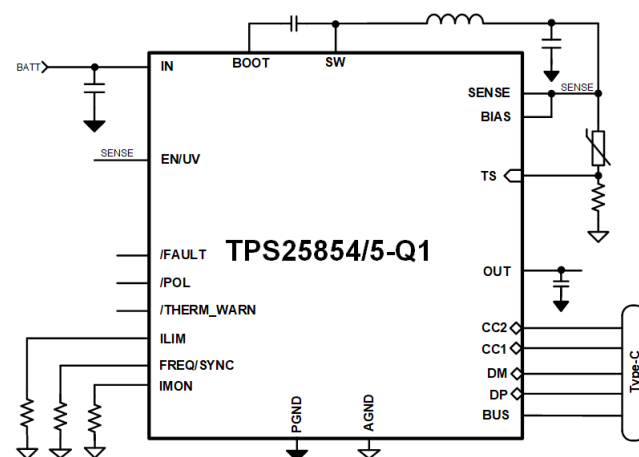 BOOT
SW
BATT
IN
SENSE
SENSE
BIAS
SENSE
EN/UV
TS
/FAULT
TPS25854/5-Q1
OUT
/POL
/THERM_WARN
CC2
ILIM
CC1
FREQ/SYNC
DM
IMON
DP
BUS
Type-C
PGND
AGND